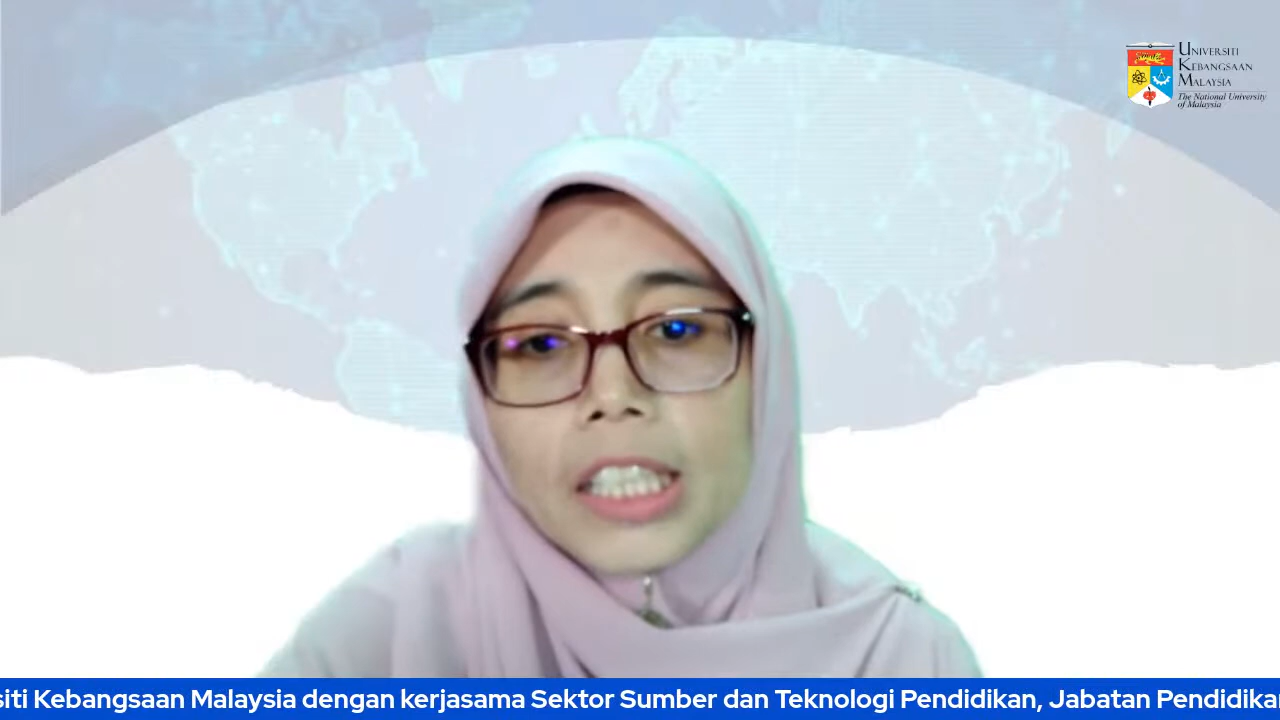 UNIVERSITI
KEBANGSAAN
MALAYSIA
The National University
of Malaysia
siti Kebangsaan Malaysia dengan kerjasama Sektor Sumber dan Teknologi Pendidikan, Jabatan Pendidikan